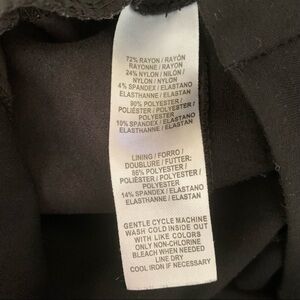 72% RAYON / RAYÓN
RAYONNE / RAYON
24% NYLON / NILÓN /
NYLON / NYLON
4% SPANDEX / ELASTANO
ELASTHANNE / ELASTAN
90% POLYESTER /
POLIÉSTER / POLYESTER /
POLYESTER
10% SPANDEX / ELASTANO
ELASTHANNE / ELASTAN
LINING / FORRO /
DOUBLURE / FUTTER:
86% POLYESTER /
POLIÉSTER / POLYESTER /
POLYESTER
14% SPANDEX / ELASTANO
ELASTHANNE / ELASTAN
GENTLE CYCLE MACHINE
WASH COLD INSIDE OUT
WITH LIKE COLORS
ONLY NON-CHLORINE
BLEACH WHEN NEEDED
LINE DRY
COOL IRON IF NECESSARY